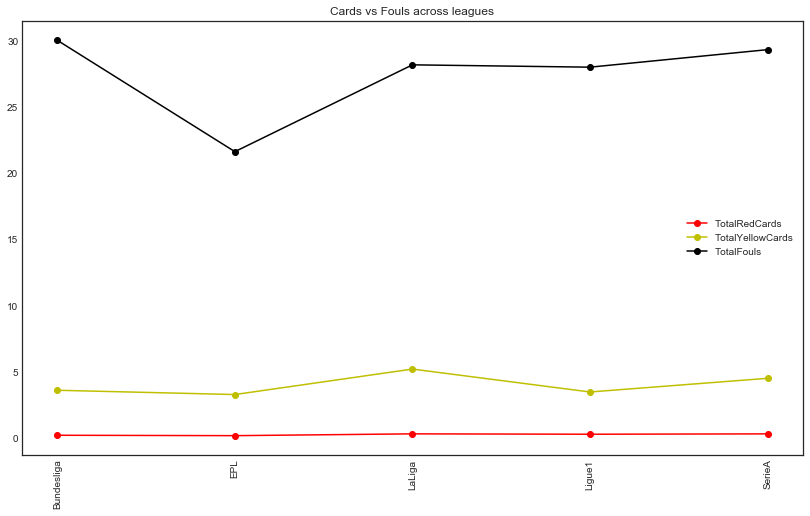 Cards vs Fouls across leagues
30
25
20
15
10
5
0
TotalRedCards
TotalYellowCards
TotalFouls
Bundesliga
EPL
LaLiga
Ligue1
SerieA